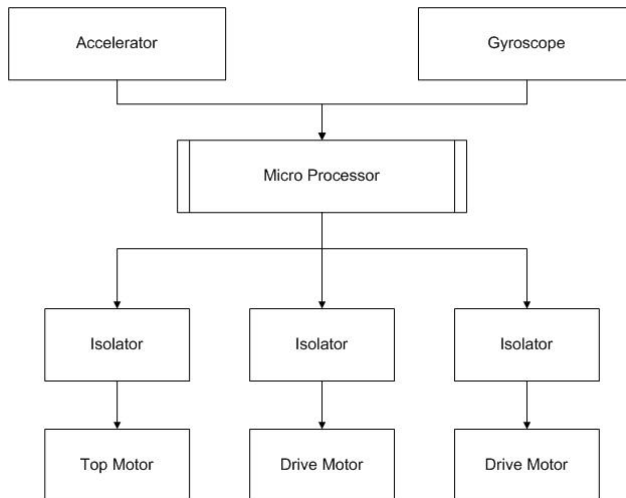 Accelerator
Gyroscope
Micro Processor
Isolator
Isolator
Isolator
Top Motor
Drive Motor
Drive Motor